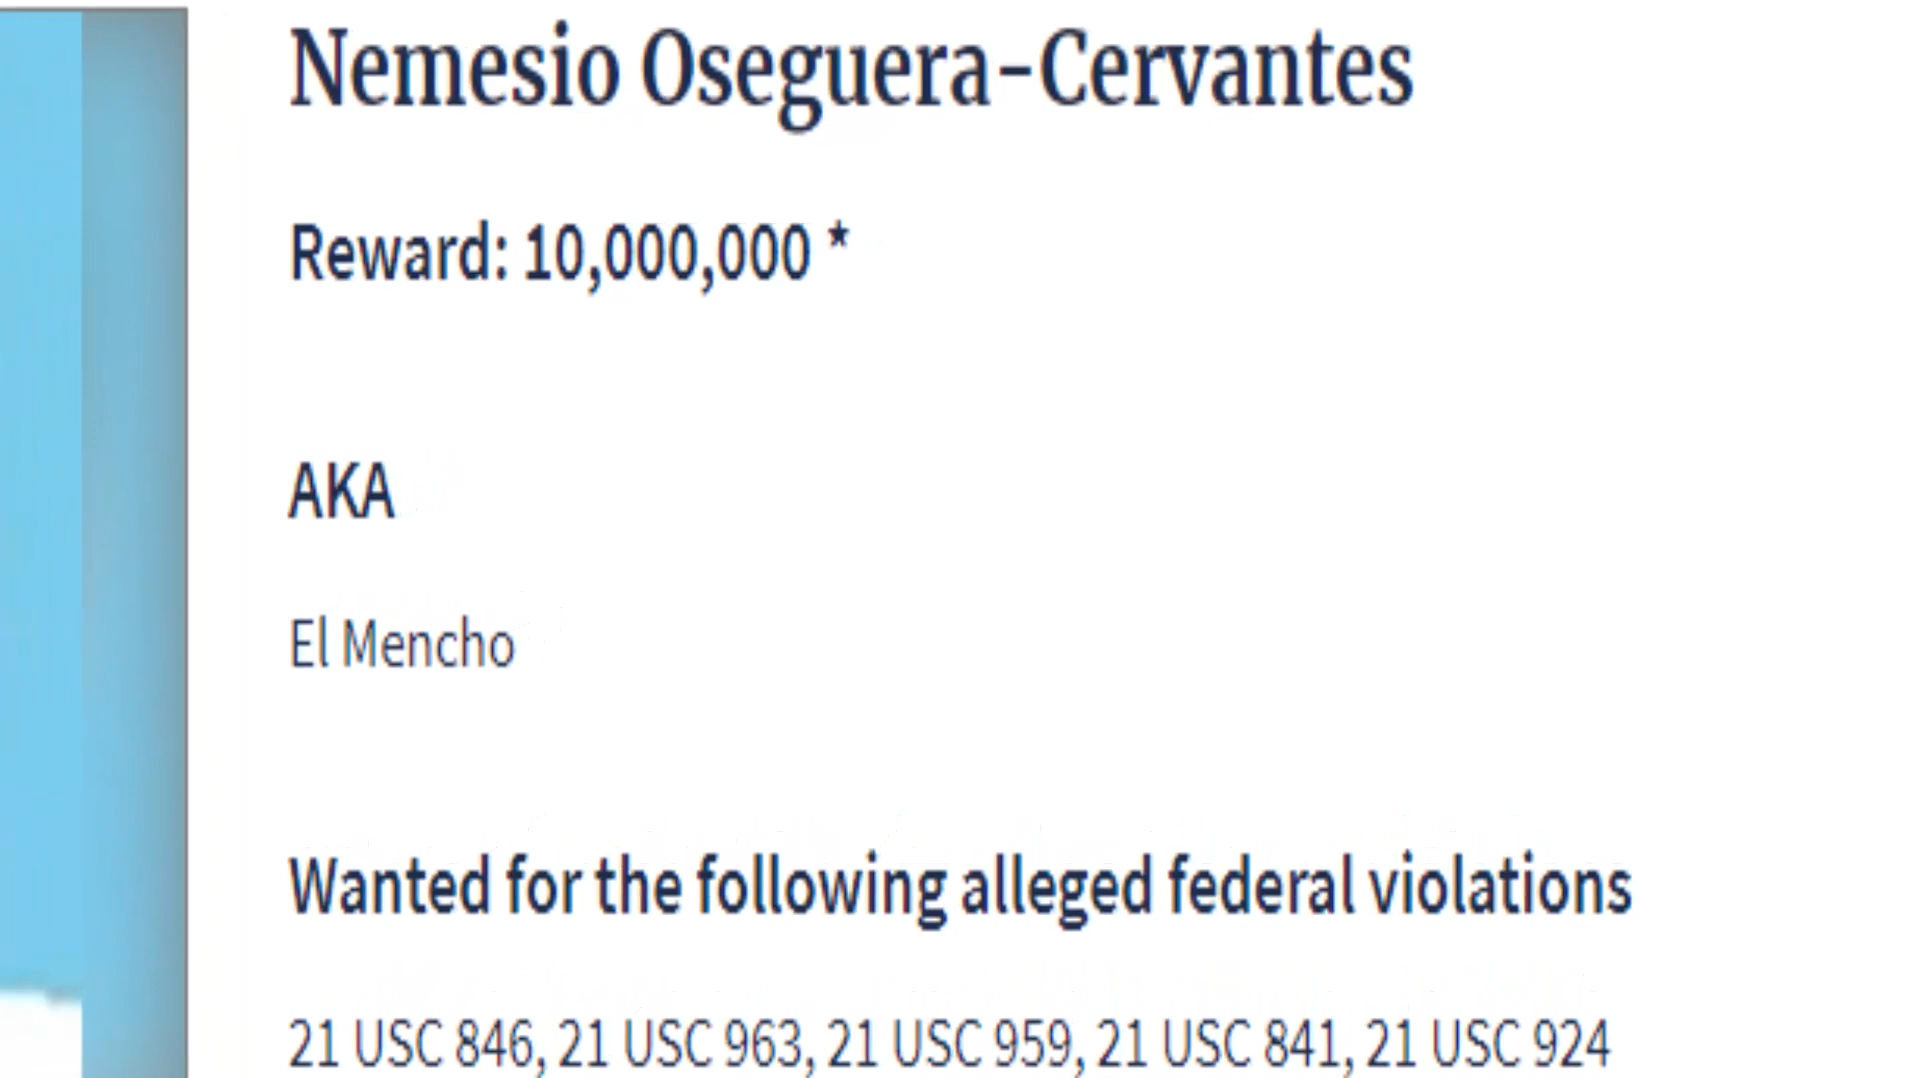 Nemesio Oseguera-Cervantes
Reward: 10,000,000 *
AKA
El Mencho
Wanted for the following alleged federal violations
21 USC 846, 21 USC 963, 21 USC 959, 21 USC 841, 21 USC 924